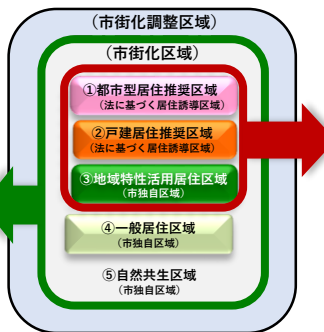 （市街化調整区域）
（市街化区域）
①都市型居住推奨区域
（法に基づく居住誘導区域）
②戸建居住推奨区域
（法に基づく居住誘導区域）
③地域特性活用居住区域
（市独自区域）
④一般居住区域
（市独自区域）
⑤自然共生区域
（市独自区域）